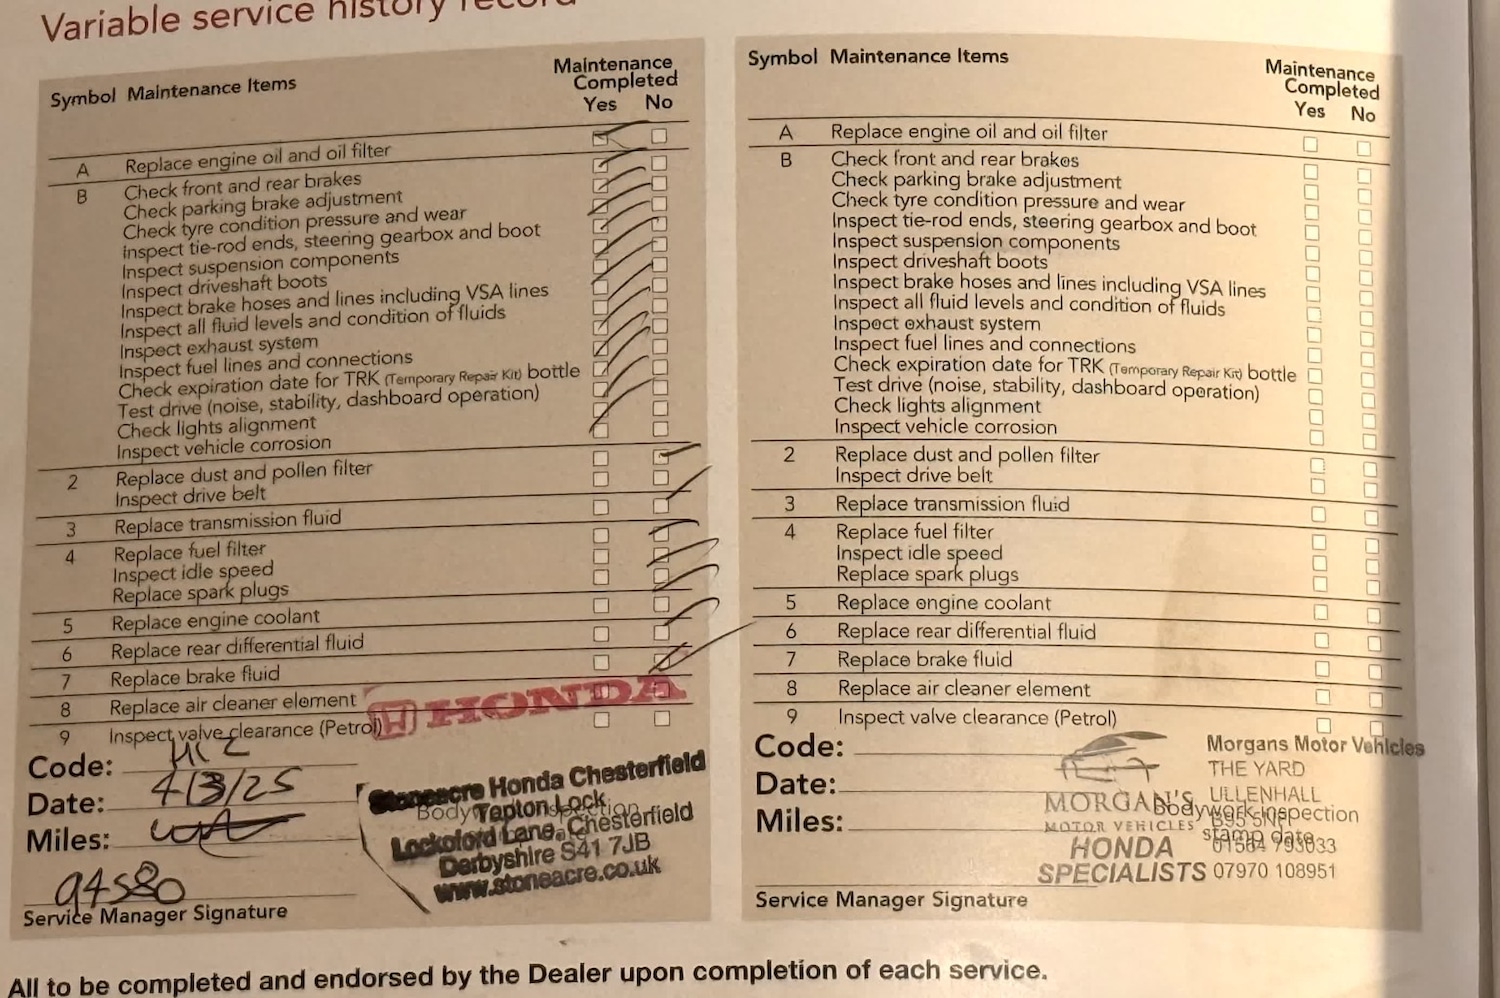 Variable service history record
Symbol Maintenance Items Maintenance Completed
Yes No
A Replace engine oil and oil filter
B Check front and rear brakes
Check parking brake adjustment
Check tyre condition pressure and wear
inspect tie-rod ends, steering gearbox and boot
Inspect suspension components
Inspect driveshaft boots
Inspect brake hoses and lines including VSA lines
Inspect all fluid levels and condition of fluids
Inspect exhaust system
Inspect fuel lines and connections
Check expiration date for TRK (Temporary Repair Kit) bottle
Test drive (noise, stability, dashboard operation)
Check lights alignment
Inspect vehicle corrosion
2 Replace dust and pollen filter
Inspect drive belt
3 Replace transmission fluid
4 Replace fuel filter
Inspect idle speed
Replace spark plugs
5 Replace engine coolant
6 Replace rear differential fluid
7 Replace brake fluid
8 Replace air cleaner element
9 Inspect valve clearance (Petrol)
HONDA
Code:
Date: 4/3/25
Miles:
94580
Service Manager Signature
Stoneacre Honda Chesterfield
Tapton Lock
Lockoford Lane, Chesterfield
Derbyshire S41 7JB
www.stoneacre.co.uk
Symbol Maintenance Items Maintenance Completed
Yes No
A Replace engine oil and oil filter
B Check front and rear brakes
Check parking brake adjustment
Check tyre condition pressure and wear
Inspect tie-rod ends, steering gearbox and boot
Inspect suspension components
Inspect driveshaft boots
Inspect brake hoses and lines including VSA lines
Inspect all fluid levels and condition of fluids
Inspect exhaust system
Inspect fuel lines and connections
Check expiration date for TRK (Temporary Repair Kit) bottle
Test drive (noise, stability, dashboard operation)
Check lights alignment
Inspect vehicle corrosion
2 Replace dust and pollen filter
Inspect drive belt
3 Replace transmission fluid
4 Replace fuel filter
Inspect idle speed
Replace spark plugs
5 Replace engine coolant
6 Replace rear differential fluid
7 Replace brake fluid
8 Replace air cleaner element
9 Inspect valve clearance (Petrol)
Code:
Date:
Miles:
Service Manager Signature
MORGAN'S
MOTOR VEHICLES
HONDA
SPECIALISTS
Morgans Motor Vehicles
THE YARD
ULLENHALL
B95 5NF
01564 793033
07970 108951
Bodywork inspection
stamp date
All to be completed and endorsed by the Dealer upon completion of each service.